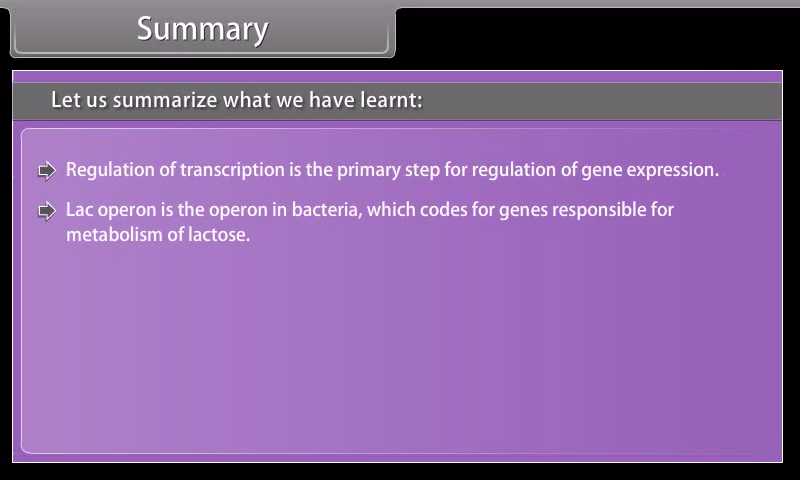 Summary
Let us summarize what we have learnt:
Regulation of transcription is the primary step for regulation of gene expression.
Lac operon is the operon in bacteria, which codes for genes responsible for
metabolism of lactose.